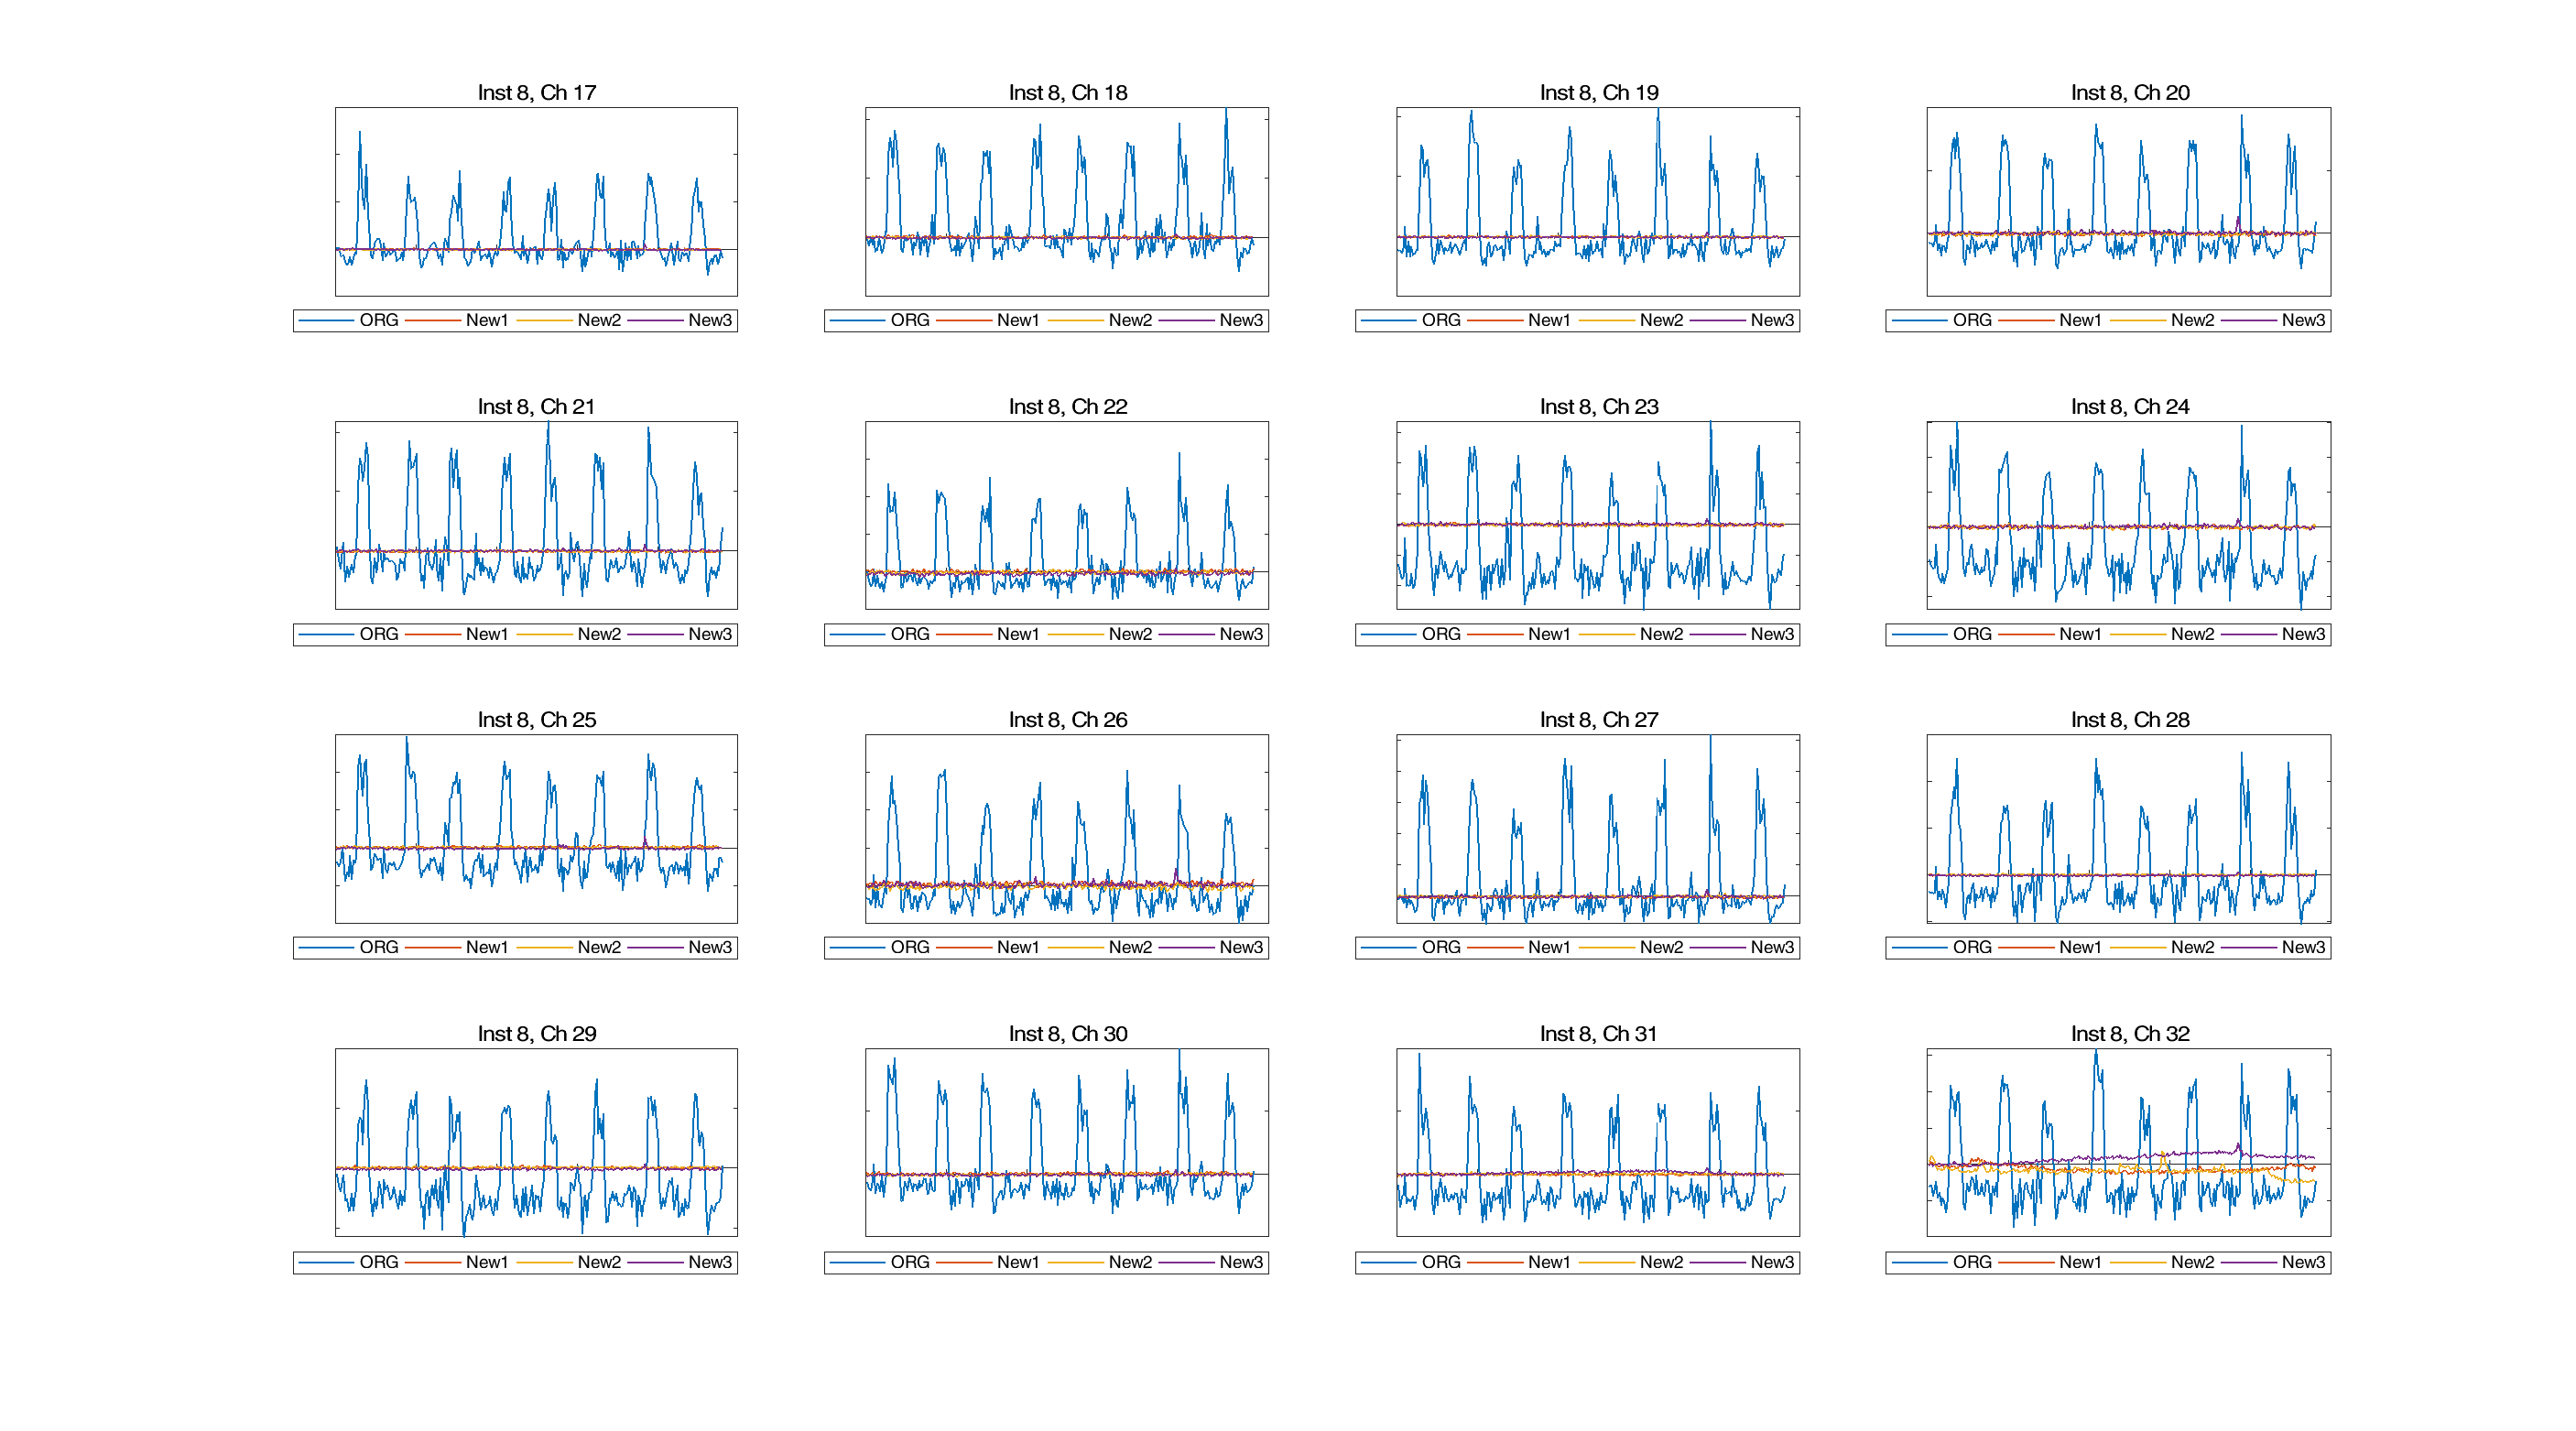 Inst 8, Ch 17
ORG New1 New2 New3
Inst 8, Ch 18
ORG New1 New2 New3
Inst 8, Ch 19
ORG New1 New2 New3
Inst 8, Ch 20
ORG New1 New2 New3
Inst 8, Ch 21
ORG New1 New2 New3
Inst 8, Ch 22
ORG New1 New2 New3
Inst 8, Ch 23
ORG New1 New2 New3
Inst 8, Ch 24
ORG New1 New2 New3
Inst 8, Ch 25
ORG New1 New2 New3
Inst 8, Ch 26
ORG New1 New2 New3
Inst 8, Ch 27
ORG New1 New2 New3
Inst 8, Ch 28
ORG New1 New2 New3
Inst 8, Ch 29
ORG New1 New2 New3
Inst 8, Ch 30
ORG New1 New2 New3
Inst 8, Ch 31
ORG New1 New2 New3
Inst 8, Ch 32
ORG New1 New2 New3